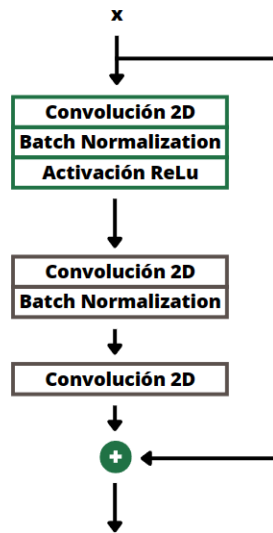 x
Convolución 2D
Batch Normalization
Activación ReLu
Convolución 2D
Batch Normalization
Convolución 2D
+